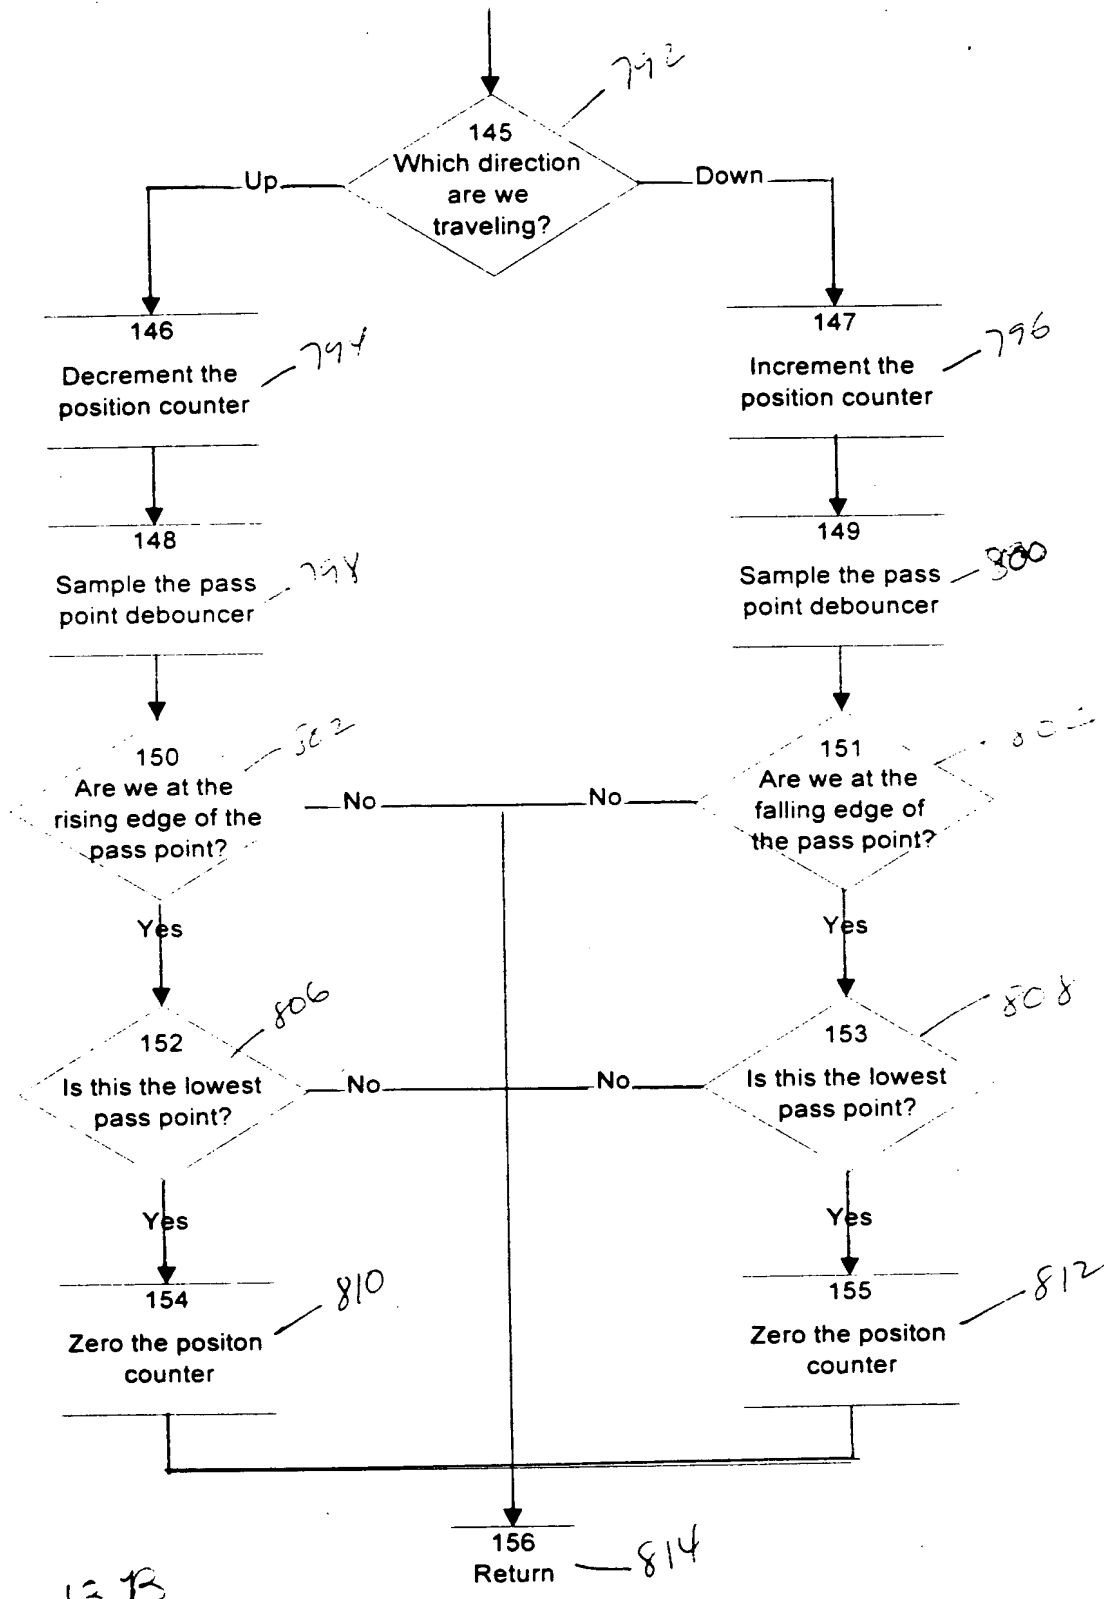 792
145
Which direction
are we
traveling?
Up
Down
146
Decrement the
position counter
794
147
Increment the
position counter
796
148
Sample the pass
point debouncer
798
149
Sample the pass
point debouncer
800
150
Are we at the
rising edge of the
pass point?
802
No
No
151
Are we at the
falling edge of
the pass point?
Yes
Yes
152
Is this the lowest
pass point?
806
No
No
153
Is this the lowest
pass point?
808
Yes
Yes
154
Zero the positon
counter
810
155
Zero the positon
counter
812
156
Return
814